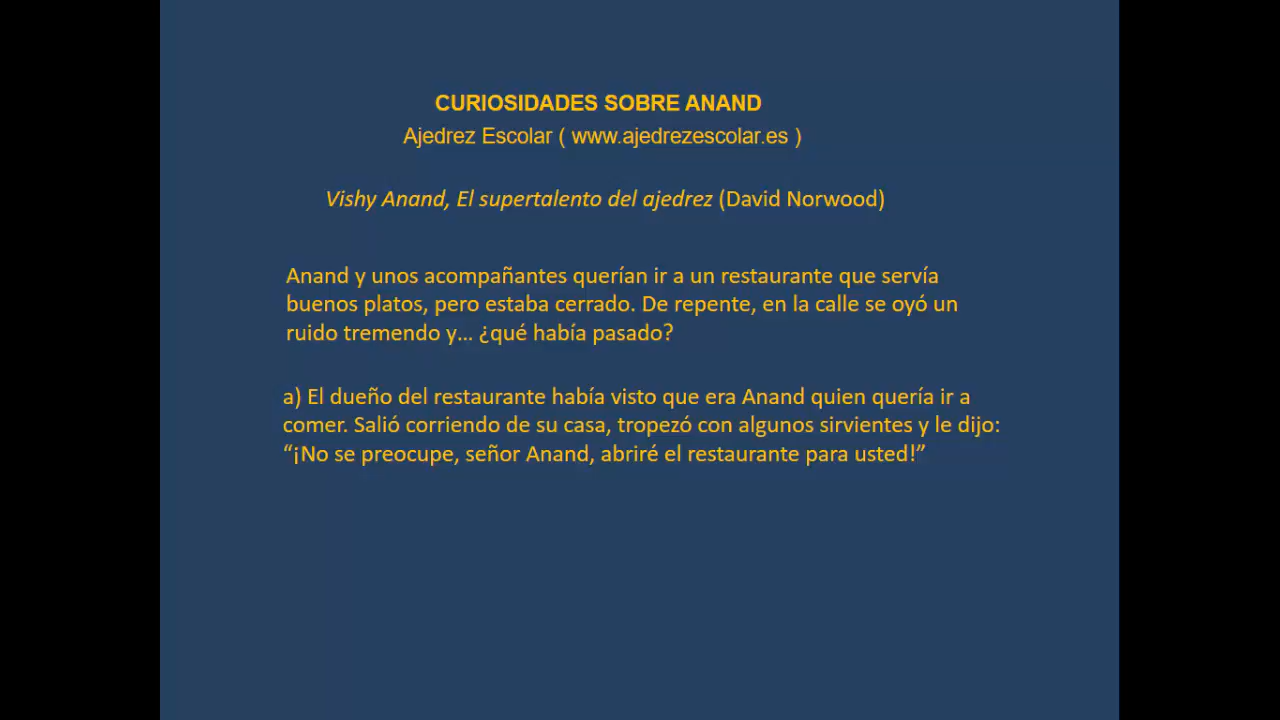 CURIOSIDADES SOBRE ANAND
Ajedrez Escolar ( www.ajedrezescolar.es )
Vishy Anand, El supertalento del ajedrez (David Norwood)
Anand y unos acompañantes querían ir a un restaurante que servía
buenos platos, pero estaba cerrado. De repente, en la calle se oyó un
ruido tremendo y... ¿qué había pasado?
a) El dueño del restaurante había visto que era Anand quien quería ir a
comer. Salió corriendo de su casa, tropezó con algunos sirvientes y le dijo:
“¡No se preocupe, señor Anand, abriré el restaurante para usted!”